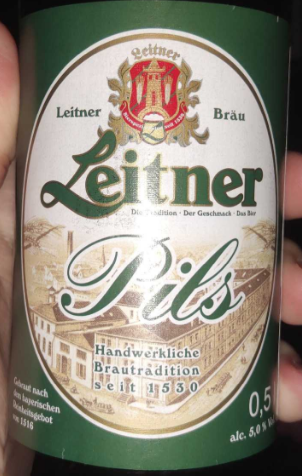 Leitner
Leitner Bräu
Leitner
Die Tradition · Der Geschmack · Das Bier
Pils
Handwerkliche
Brautradition
seit 1530
Gebraut nach
dem bayerischen
Reinheitsgebot
von 1516
0,5
alc. 5,0 %